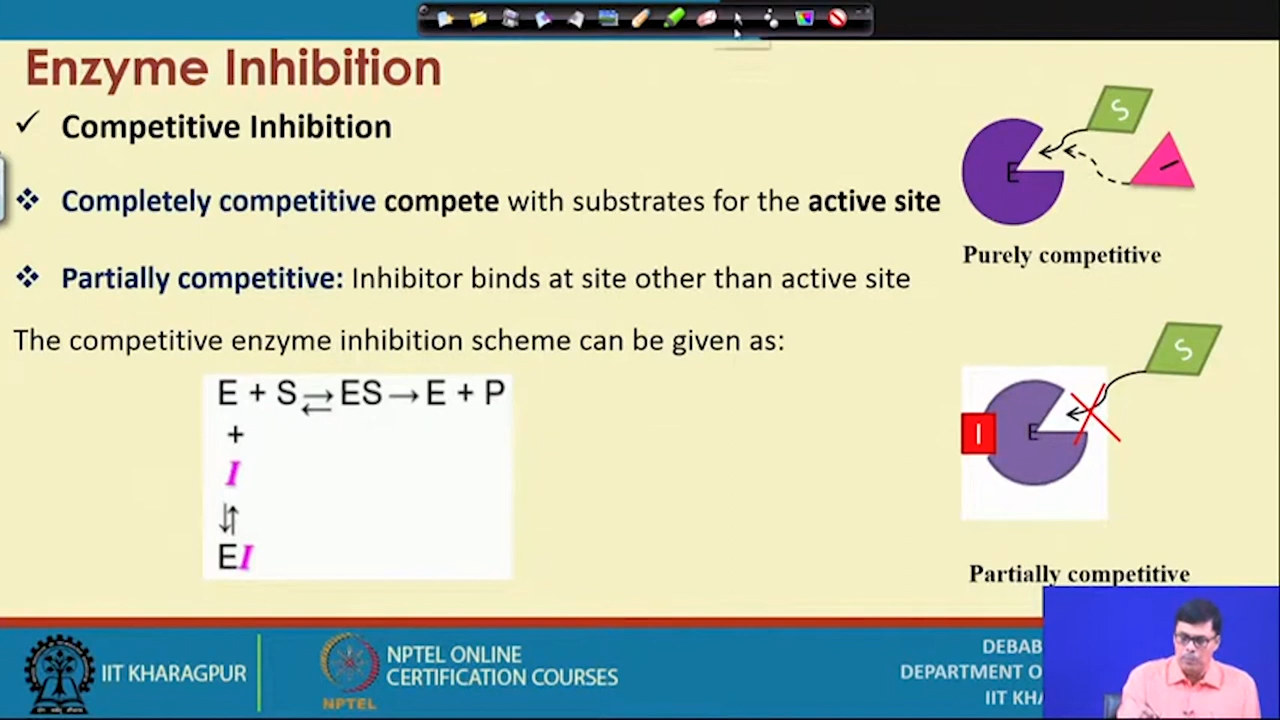 Enzyme Inhibition
✓ Competitive Inhibition
❖ Completely competitive compete with substrates for the active site
❖ Partially competitive: Inhibitor binds at site other than active site
The competitive enzyme inhibition scheme can be given as:
E + S ⇌ ES → E + P
+
I
⇌
EI
S
E
I
Purely competitive
S
I
E
Partially competitive
IIT KHARAGPUR
NPTEL
NPTEL ONLINE
CERTIFICATION COURSES
DEPARTMENT
IIT